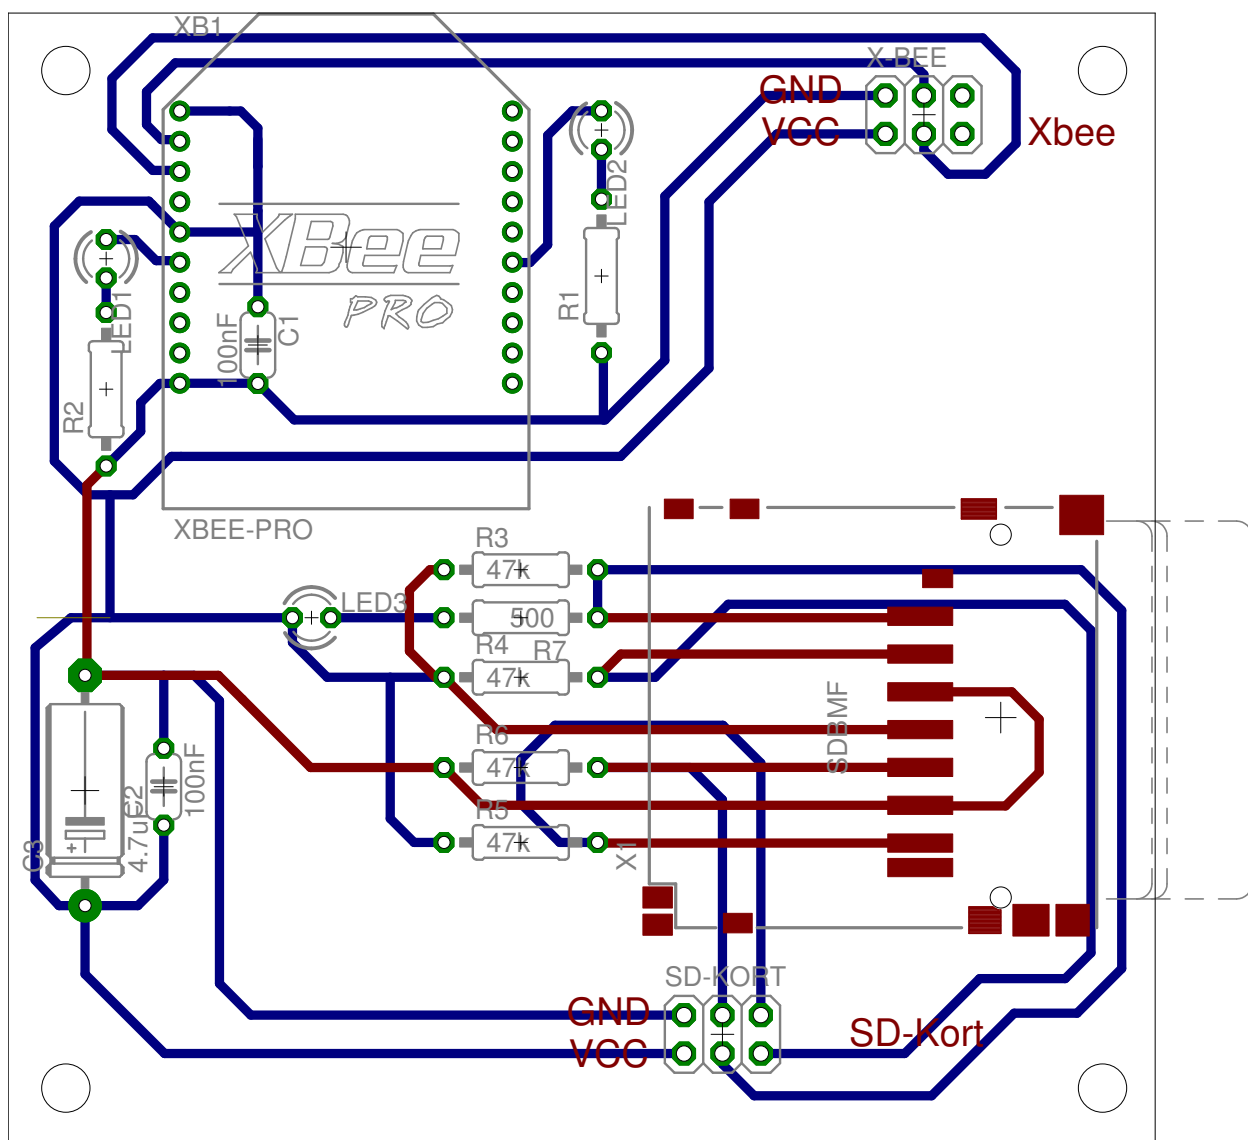 XB1
X-BEE
GND
VCC
Xbee
LED2
XBee
PRO
R1
LED1
100nF
C1
R2
XBEE-PRO
R3
47k
LED3
500
R4
R7
47k
SDBMF
R6
47k
C2
100nF
4.7uF
C3
R5
47k
X1
SD-KORT
GND
VCC
SD-Kort